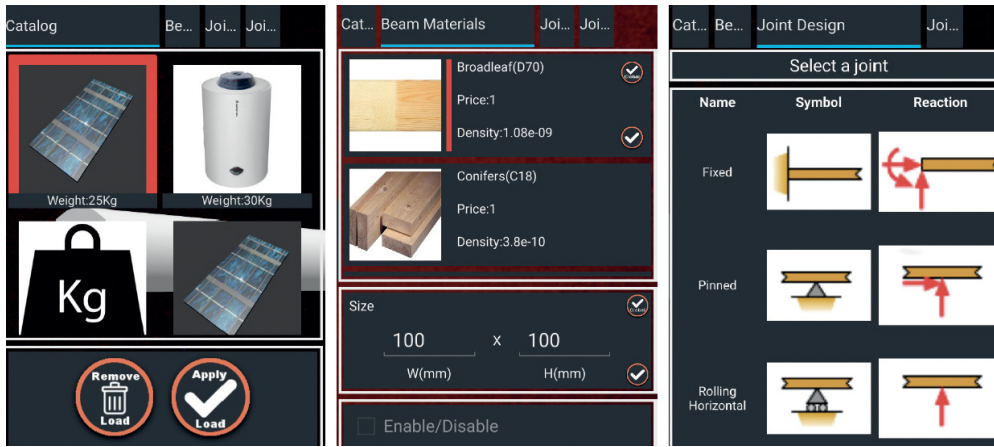 Catalog Be... Joi... Joi...
Weight:25Kg Weight:30Kg
Kg
Remove Load
Apply Load
Cat... Beam Materials Joi... Joi...
Broadleaf(D70)
Price:1
Density:1.08e-09
Conifers(C18)
Price:1
Density:3.8e-10
Size
100 x 100
W(mm) H(mm)
Enable/Disable
Cat... Be... Joint Design Joi...
Select a joint
Name Symbol Reaction
Fixed
Pinned
Rolling
Horizontal